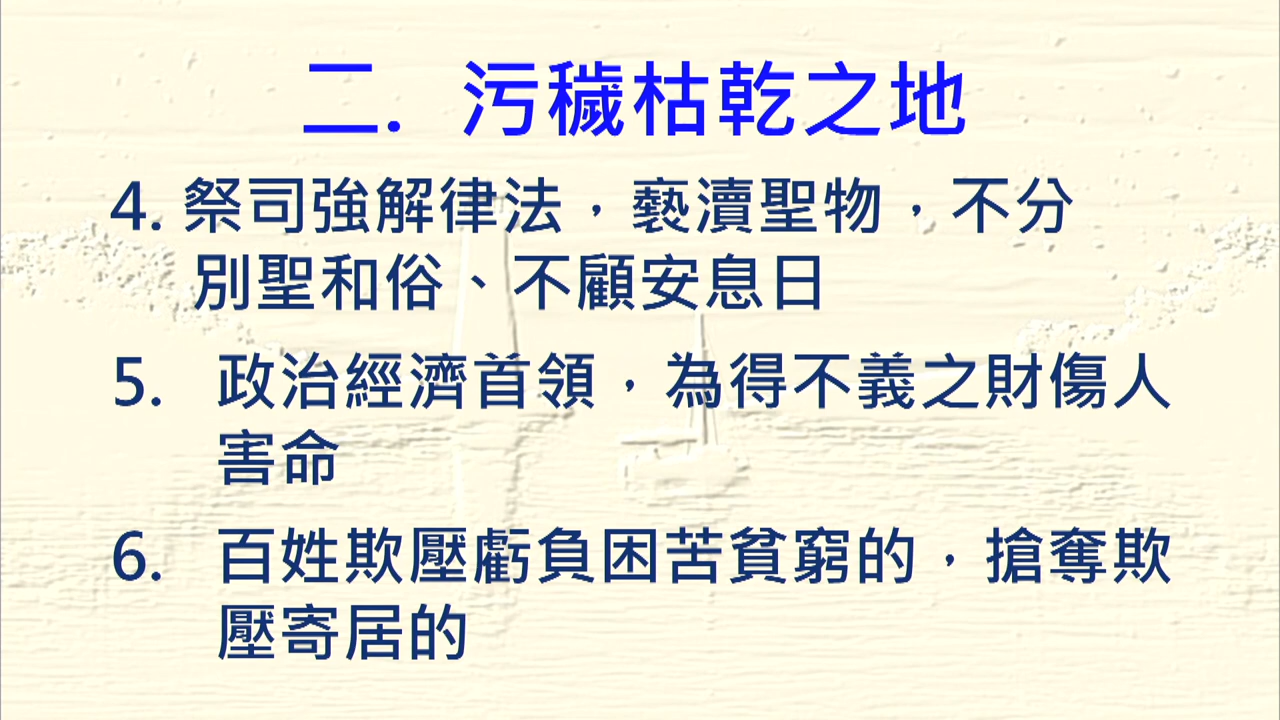 二. 污穢枯乾之地
4. 祭司強解律法，褻瀆聖物，不分
別聖和俗、不顧安息日
5. 政治經濟首領，為得不義之財傷人
害命
6. 百姓欺壓虧負困苦貧窮的，搶奪欺
壓寄居的